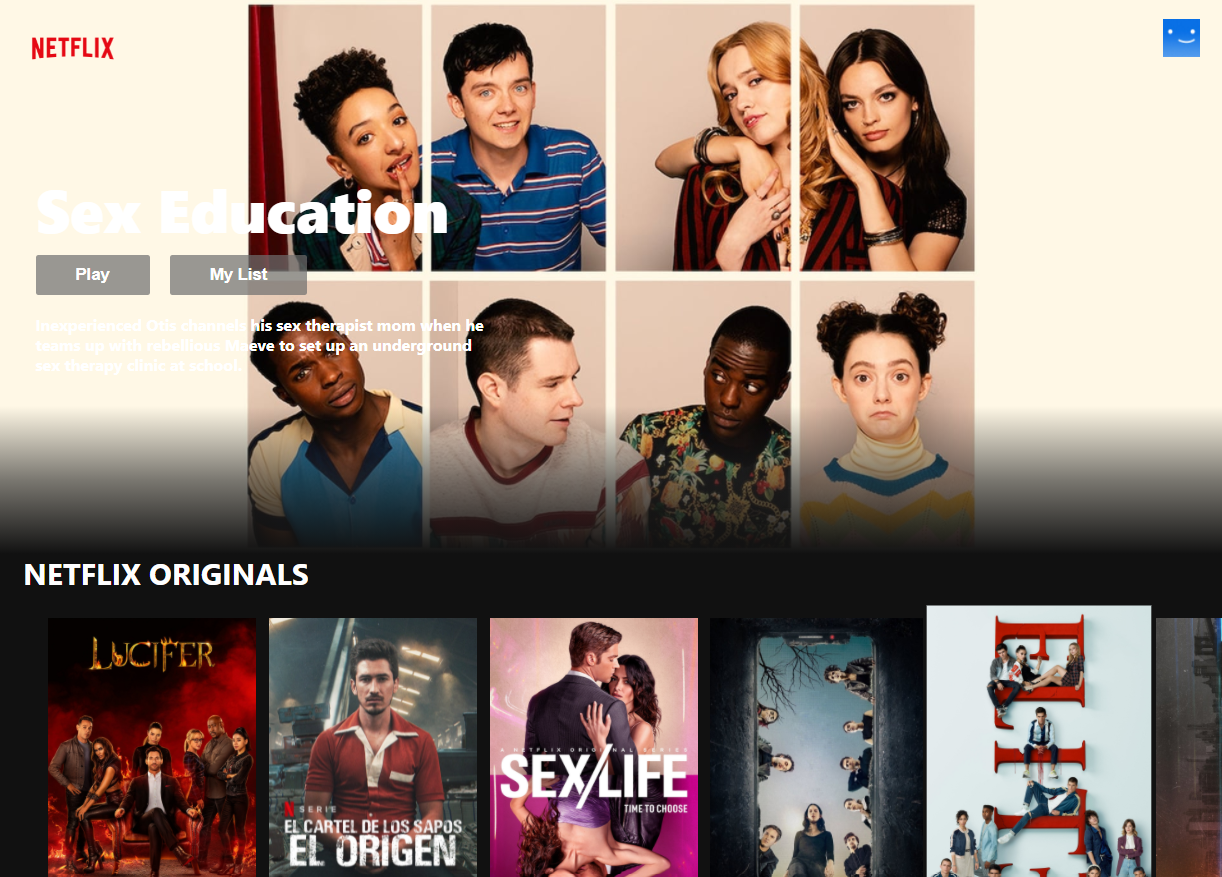 NETFLIX
Sex Education
Play
My List
Inexperienced Otis channels his sex therapist mom when he
teams up with rebellious Maeve to set up an underground
sex therapy clinic at school.
NETFLIX ORIGINALS
LUCIFER
N SERIE
EL CARTEL DE LOS SAPOS
EL ORIGEN
A NETFLIX ORIGINAL SERIES
SEX/LIFE
TIME TO CHOOSE